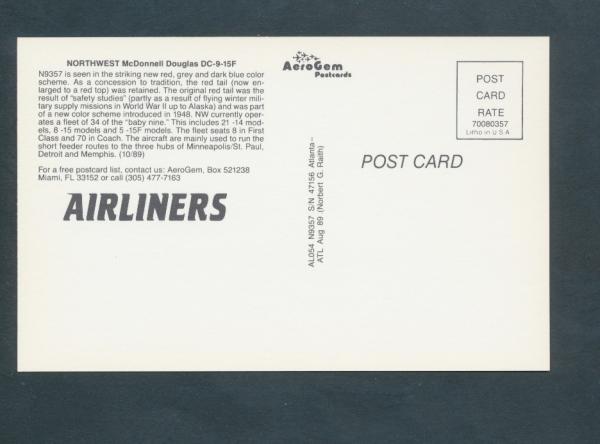 NORTHWEST McDonnell Douglas DC-9-15F
N9357 is seen in the striking new red, grey and dark blue color
scheme. As a concession to tradition, the red tail (now en-
larged to a red top) was retained. The original red tail was the
result of "safety studies" (partly as a result of flying winter mili-
tary supply missions in World War II up to Alaska) and was part
of a new color scheme introduced in 1948. NW currently oper-
ates a fleet of 34 of the "baby nine." This includes 21 -14 mod-
els, 8 -15 models and 5 -15F models. The fleet seats 8 in First
Class and 70 in Coach. The aircraft are mainly used to run the
short feeder routes to the three hubs of Minneapolis/St. Paul,
Detroit and Memphis. (10/89)
For a free postcard list, contact us: AeroGem, Box 521238
Miami, FL 33152 or call (305) 477-7163
AIRLINERS
AeroGem
Postcards
AL054 N9357 S/N 47156 Atlanta–
ATL Aug 89 (Norbert G. Raith)
POST CARD
POST
CARD
RATE
70080357
Litho in U S A